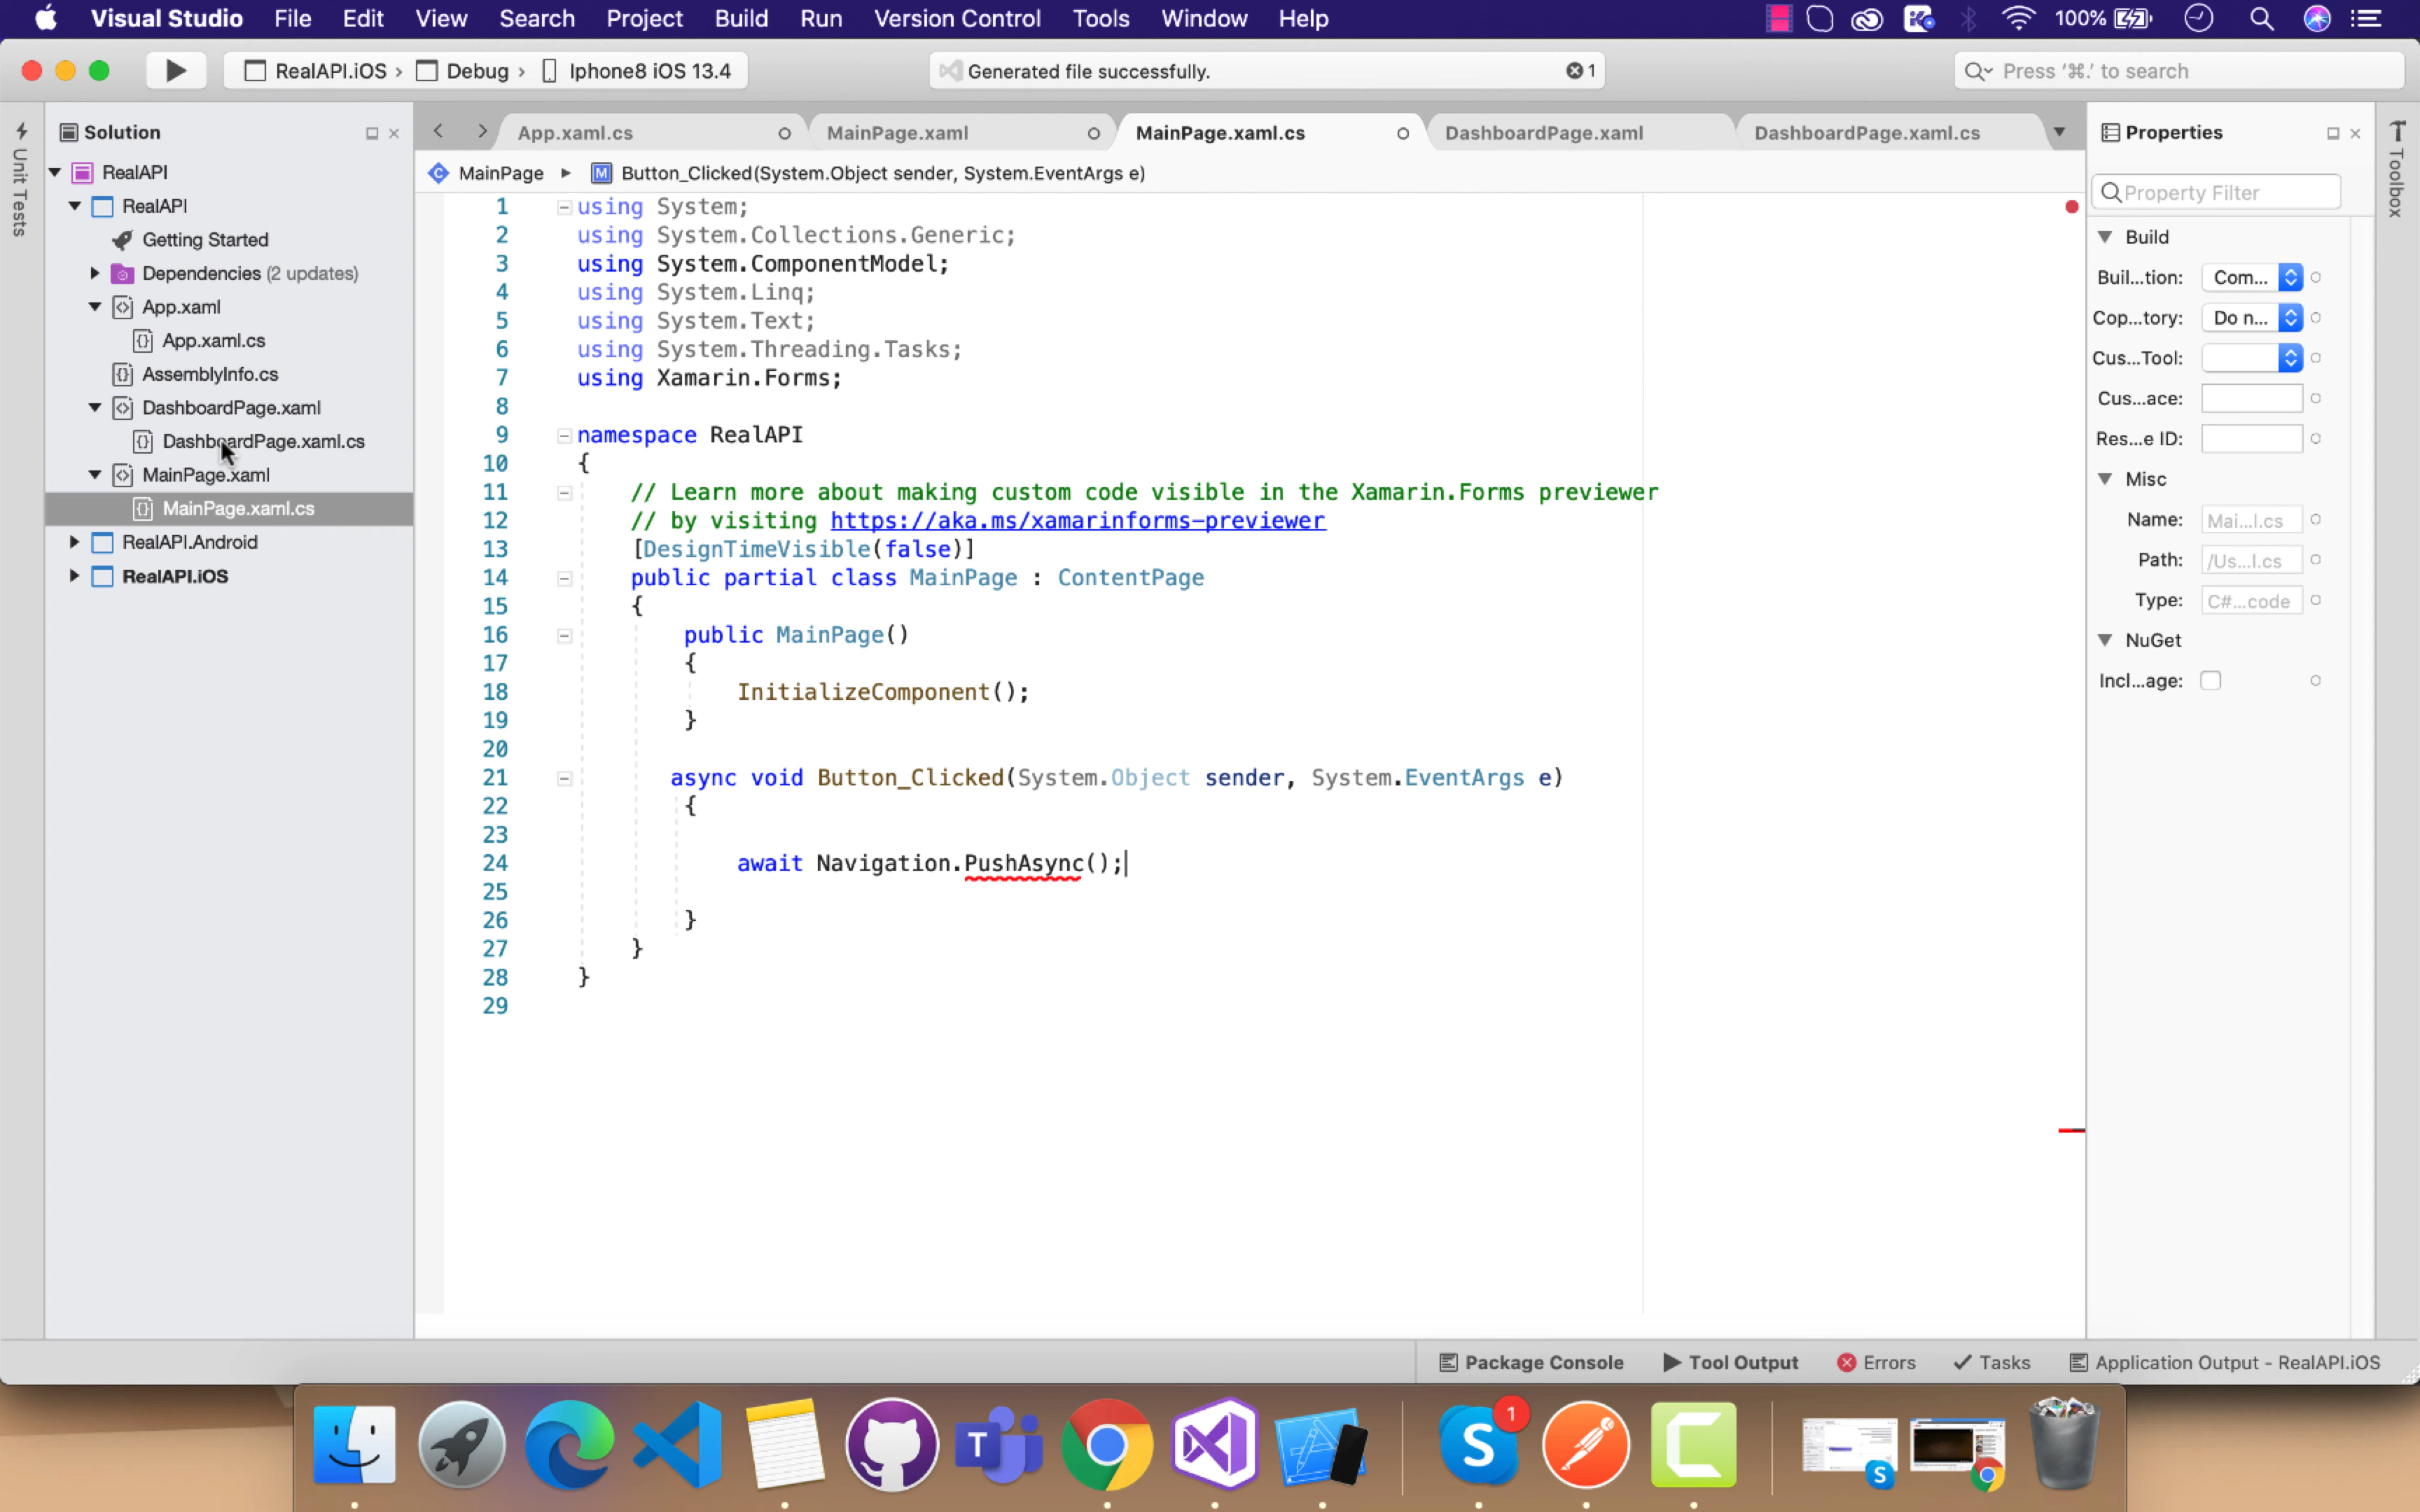 Visual Studio File Edit View Search Project Build Run Version Control Tools Window Help 100%
RealAPI.iOS › Debug › Iphone8 iOS 13.4
Generated file successfully. 1
Press '⌘.' to search
Unit Tests
Solution
RealAPI
RealAPI
Getting Started
Dependencies (2 updates)
App.xaml
App.xaml.cs
AssemblyInfo.cs
DashboardPage.xaml
DashboardPage.xaml.cs
MainPage.xaml
MainPage.xaml.cs
RealAPI.Android
RealAPI.iOS
App.xaml.cs MainPage.xaml MainPage.xaml.cs DashboardPage.xaml DashboardPage.xaml.cs
MainPage Button_Clicked(System.Object sender, System.EventArgs e)
1 using System;
2 using System.Collections.Generic;
3 using System.ComponentModel;
4 using System.Linq;
5 using System.Text;
6 using System.Threading.Tasks;
7 using Xamarin.Forms;
8
9 namespace RealAPI
10 {
11 // Learn more about making custom code visible in the Xamarin.Forms previewer
12 // by visiting https://aka.ms/xamarinforms-previewer
13 [DesignTimeVisible(false)]
14 public partial class MainPage : ContentPage
15 {
16 public MainPage()
17 {
18 InitializeComponent();
19 }
20
21 async void Button_Clicked(System.Object sender, System.EventArgs e)
22 {
23
24 await Navigation.PushAsync();
25
26 }
27 }
28 }
29
Properties
Property Filter
Build
Buil...tion: Com...
Cop...tory: Do n...
Cus...Tool:
Cus...ace:
Res...e ID:
Misc
Name: Mai...l.cs
Path: /Us...l.cs
Type: C#...code
NuGet
Incl...age:
Toolbox
Package Console Tool Output Errors Tasks Application Output - RealAPI.iOS
T
S
1
C
S